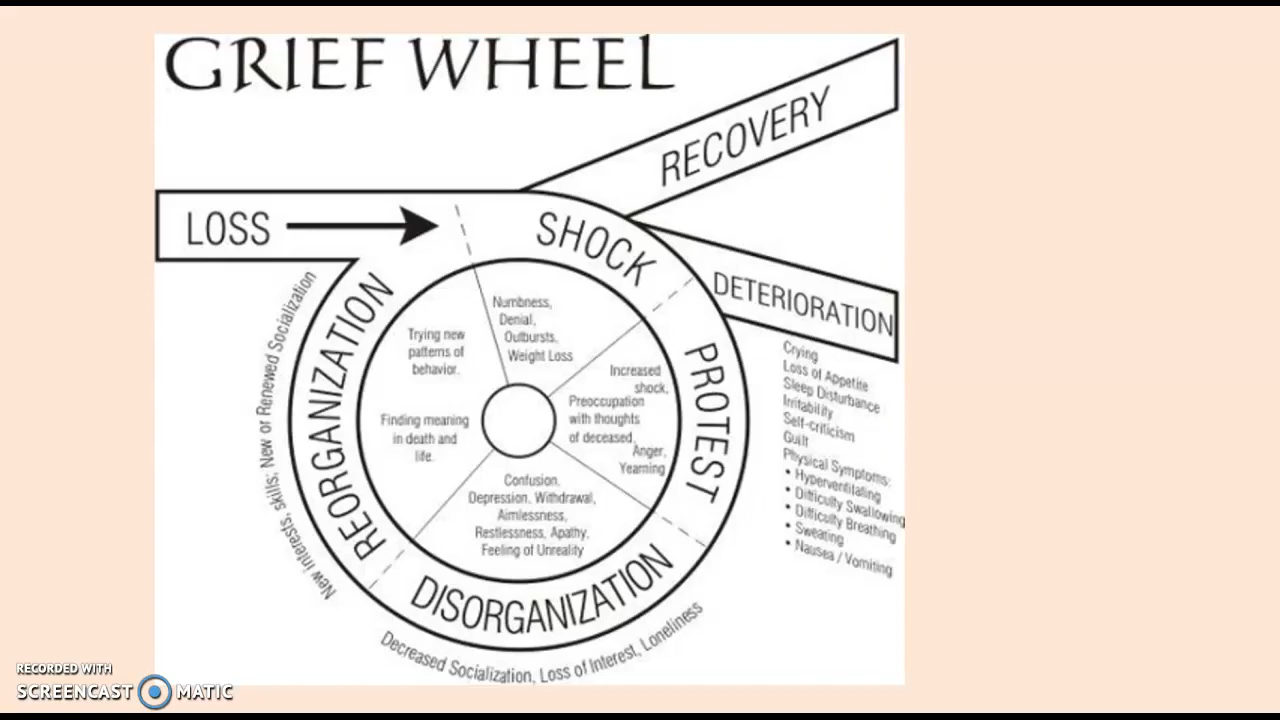 GRIEF WHEEL
RECOVERY
LOSS
SHOCK
DETERIORATION
Crying
Loss of Appetite
Sleep Disturbance
Irritability
Self-criticism
Guilt
Physical Symptoms:
• Hyperventilating
• Difficulty Swallowing
• Difficulty Breathing
• Sweating
• Nausea / Vomiting
Numbness,
Denial,
Outbursts,
Weight Loss
PROTEST
Increased
shock,
Preoccupation
with thoughts
of deceased,
Anger,
Yearning
DISORGANIZATION
Confusion,
Depression, Withdrawal,
Aimlessness,
Restlessness, Apathy,
Feeling of Unreality
Decreased Socialization, Loss of Interest, Loneliness
REORGANIZATION
Trying new
patterns of
behavior.
Finding meaning
in death and
life.
New interests, skills; New or Renewed Socialization
RECORDED WITH
SCREENCAST MATIC